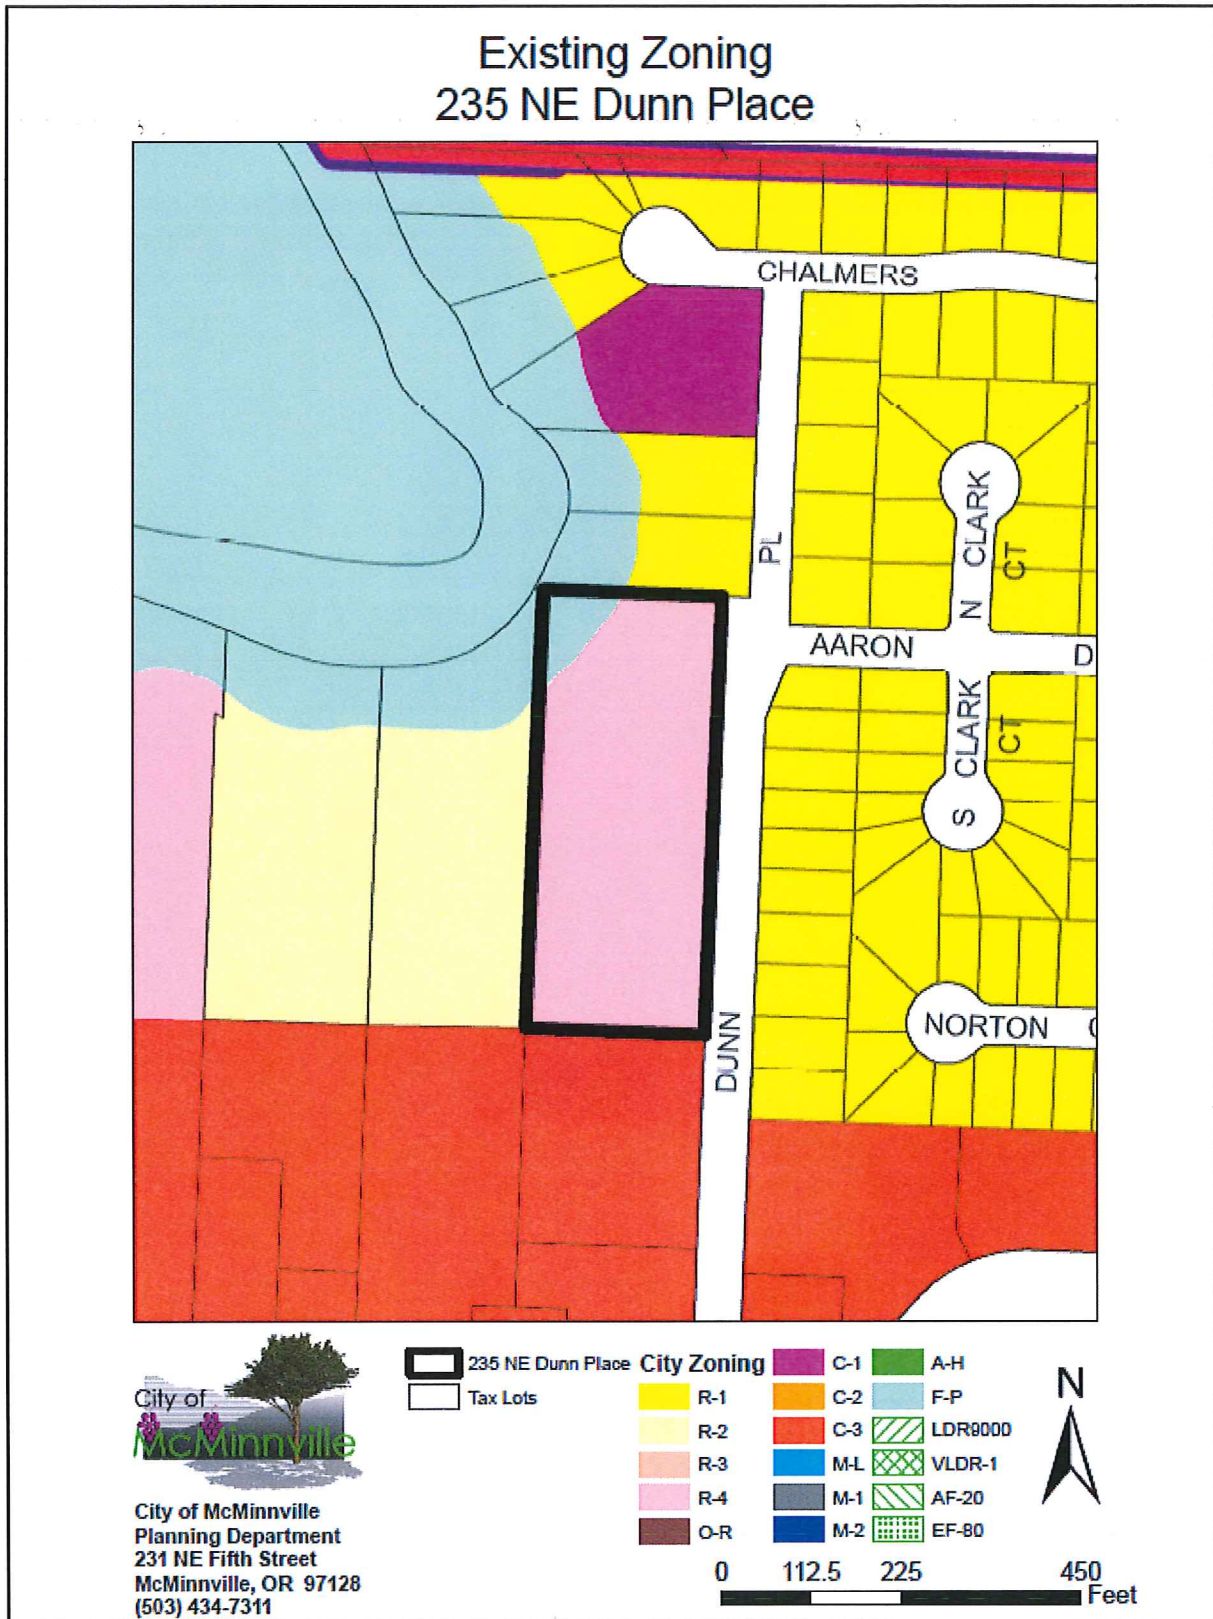 Existing Zoning
235 NE Dunn Place
CHALMERS
PL
N CLARK
CT
AARON
D
S CLARK
CT
NORTON
DUNN
City of
McMinnville
City of McMinnville
Planning Department
231 NE Fifth Street
McMinnville, OR 97128
(503) 434-7311
235 NE Dunn Place
Tax Lots
City Zoning
R-1
R-2
R-3
R-4
O-R
C-1
C-2
C-3
M-L
M-1
M-2
A-H
F-P
LDR9000
VLDR-1
AF-20
EF-80
N
0 112.5 225 450
Feet